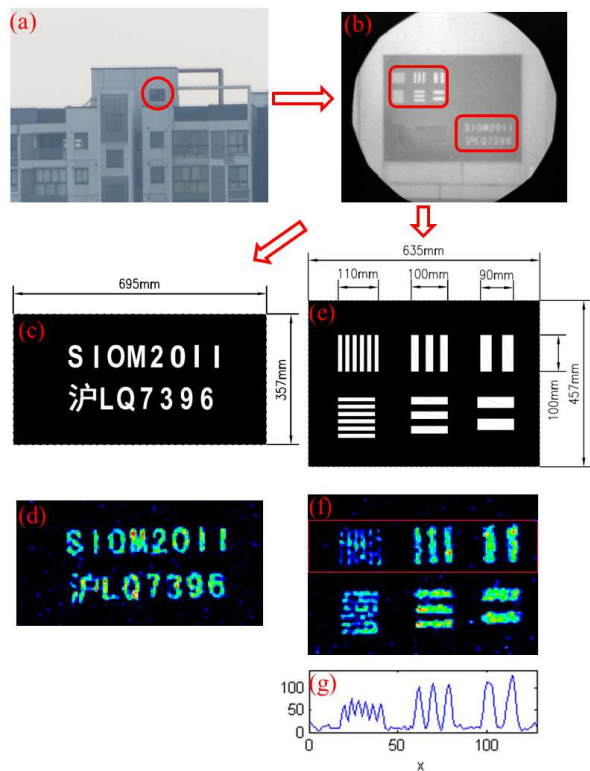 (a)
(b)
SIOM2011
沪LQ7396
635mm
110mm
100mm
90mm
695mm
(c)
SIOM2011
沪LQ7396
357mm
(e)
100mm
457mm
(d)
SIOM2011
沪LQ7396
(f)
(g)
100
50
0
0
50
100
x